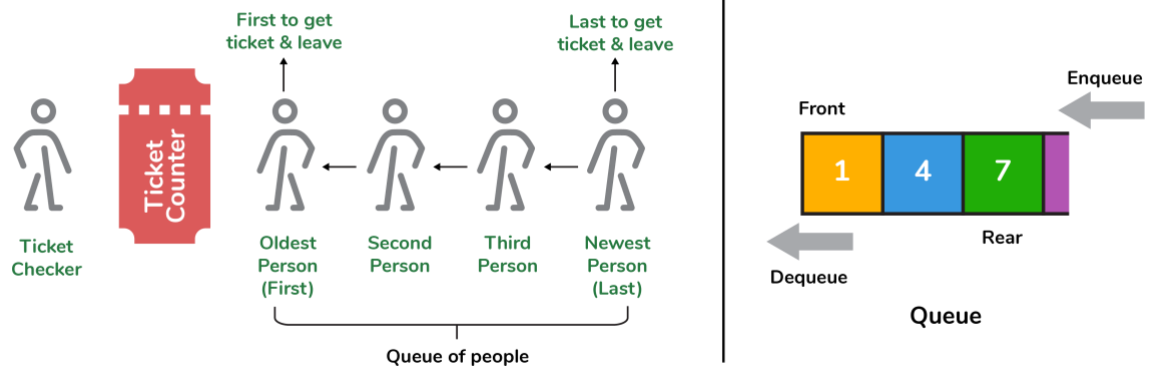 First to get
ticket & leave
Last to get
ticket & leave
Ticket
Counter
Ticket
Checker
Oldest
Person
(First)
Second
Person
Third
Person
Newest
Person
(Last)
Queue of people
Enqueue
Front
1 4 7
Rear
Dequeue
Queue